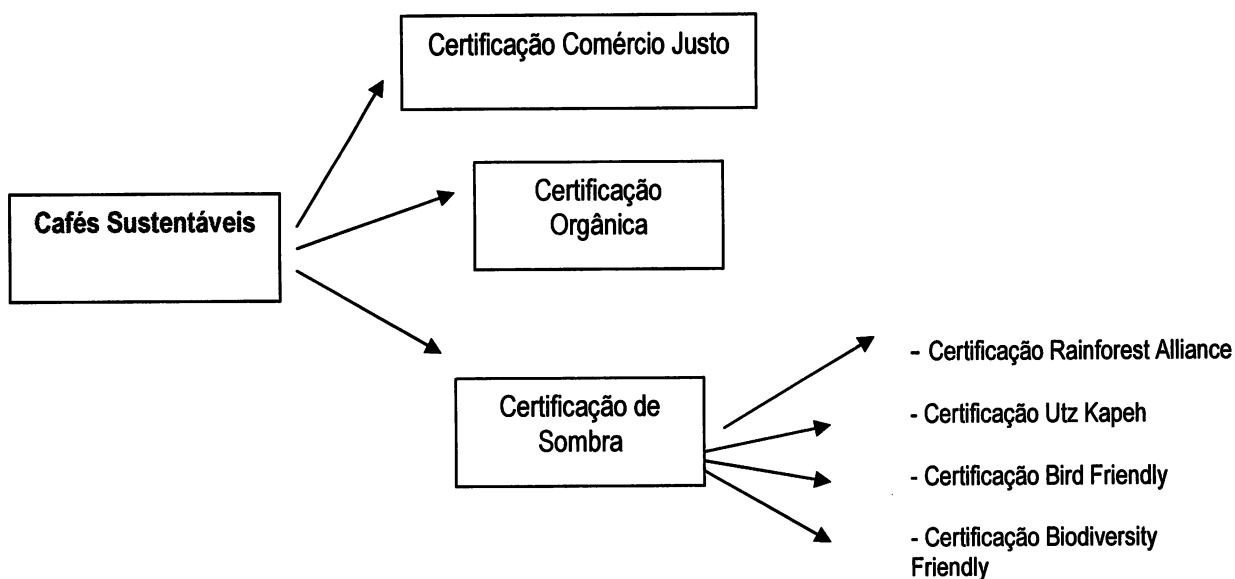 Certificação Comércio Justo
Certificação
Orgânica
Cafés Sustentáveis
Certificação de
Sombra
- Certificação Rainforest Alliance
- Certificação Utz Kapeh
- Certificação Bird Friendly
- Certificação Biodiversity
Friendly